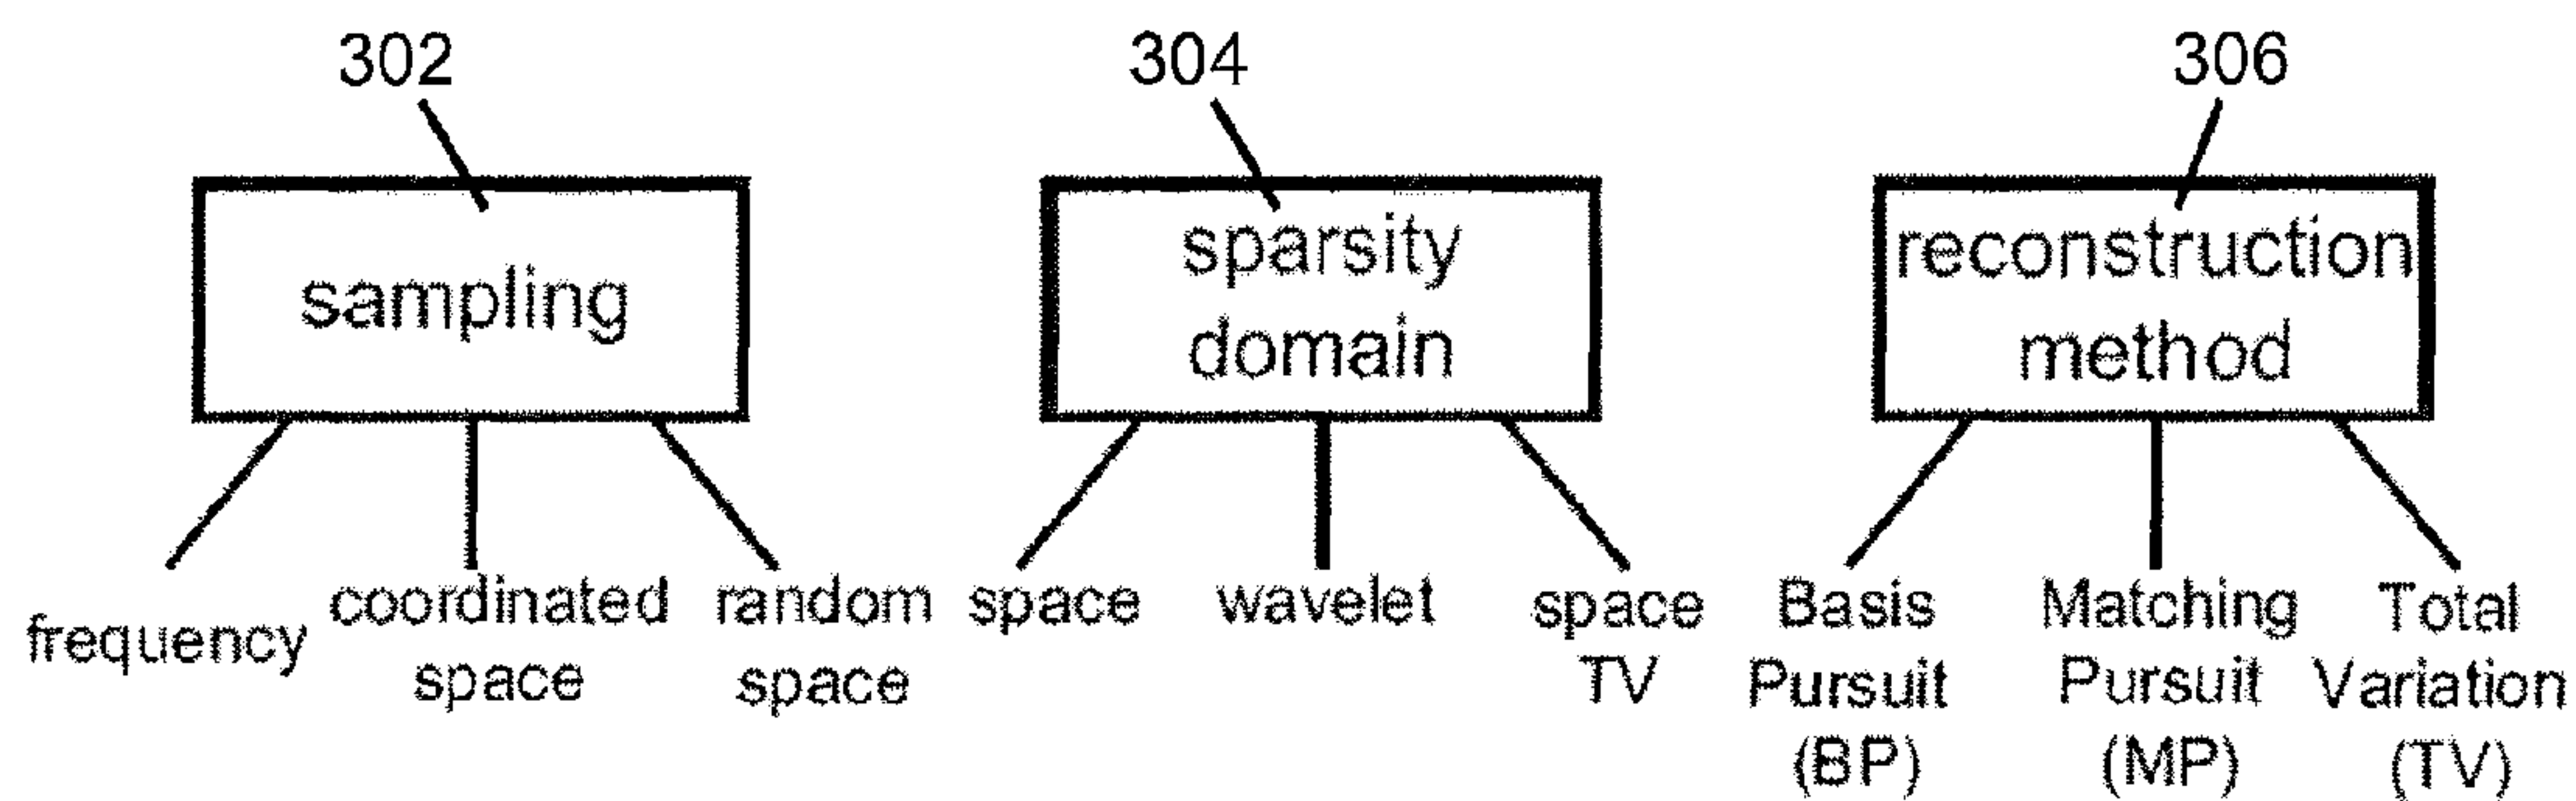 302
304
306
sampling
sparsity
domain
reconstruction
method
frequency
coordinated
space
random
space
space
wavelet
space
TV
Basis
Pursuit
(BP)
Matching
Pursuit
(MP)
Total
Variation
(TV)